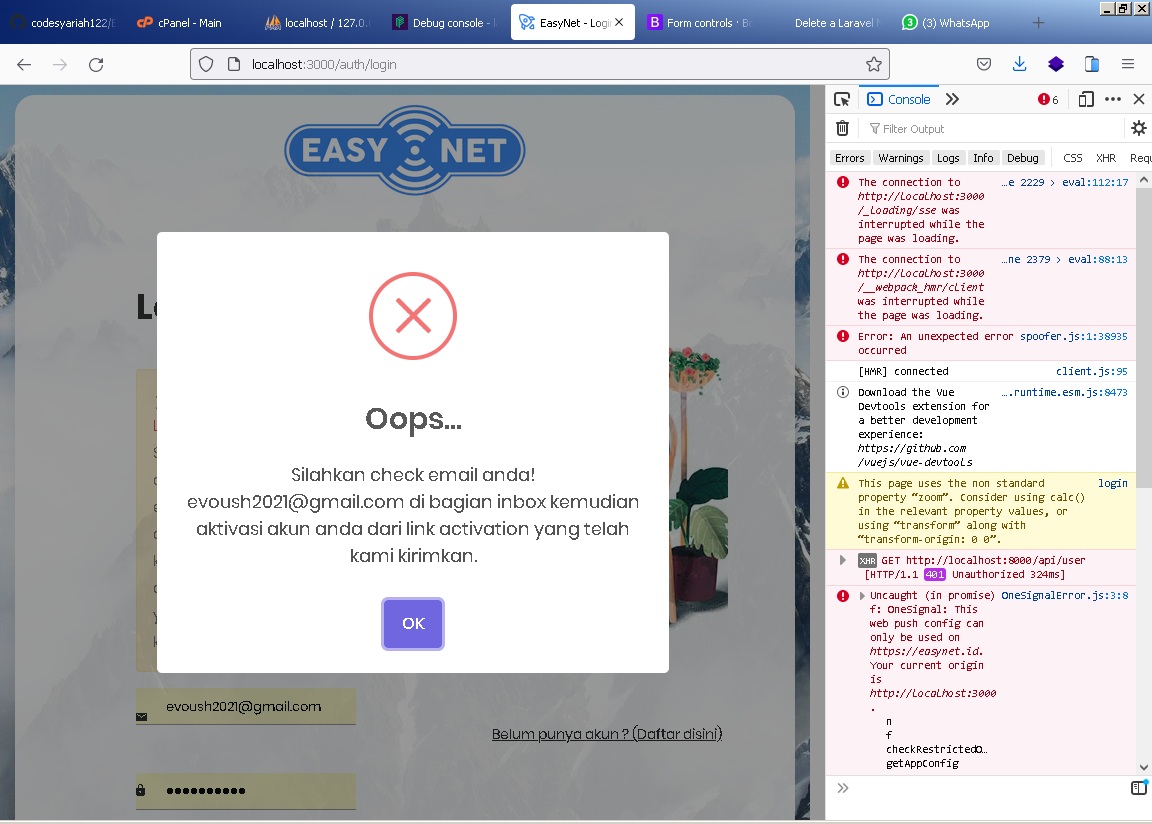 codesyariah122/E
cPanel - Main
localhost / 127.0.
Debug console -
EasyNet - Login
Form controls · Bo
Delete a Laravel
(3) WhatsApp
localhost:3000/auth/login
Console
6
Filter Output
Errors
Warnings
Logs
Info
Debug
CSS
XHR
Requ
EASY NET
Oops...
Silahkan check email anda!
evoush2021@gmail.com di bagian inbox kemudian
aktivasi akun anda dari link activation yang telah
kami kirimkan.
OK
evoush2021@gmail.com
Belum punya akun ? (Daftar disini)
The connection to …e 2229 > eval:112:17
http://localhost:3000
/_loading/sse was
interrupted while the
page was loading.
The connection to …ne 2379 > eval:88:13
http://localhost:3000
/__webpack_hmr/client
was interrupted while
the page was loading.
Error: An unexpected error spoofer.js:1:38935
occurred
[HMR] connected client.js:95
Download the Vue ….runtime.esm.js:8473
Devtools extension for
a better development
experience:
https://github.com
/vuejs/vue-devtools
This page uses the non standard login
property “zoom”. Consider using calc()
in the relevant property values, or
using “transform” along with
“transform-origin: 0 0”.
XHR GET http://localhost:8000/api/user
[HTTP/1.1 401 Unauthorized 324ms]
Uncaught (in promise) OneSignalError.js:3:8
f: OneSignal: This
web push config can
only be used on
https://easynet.id.
Your current origin
is
http://localhost:3000
.
n
f
checkRestrictedO…
getAppConfig